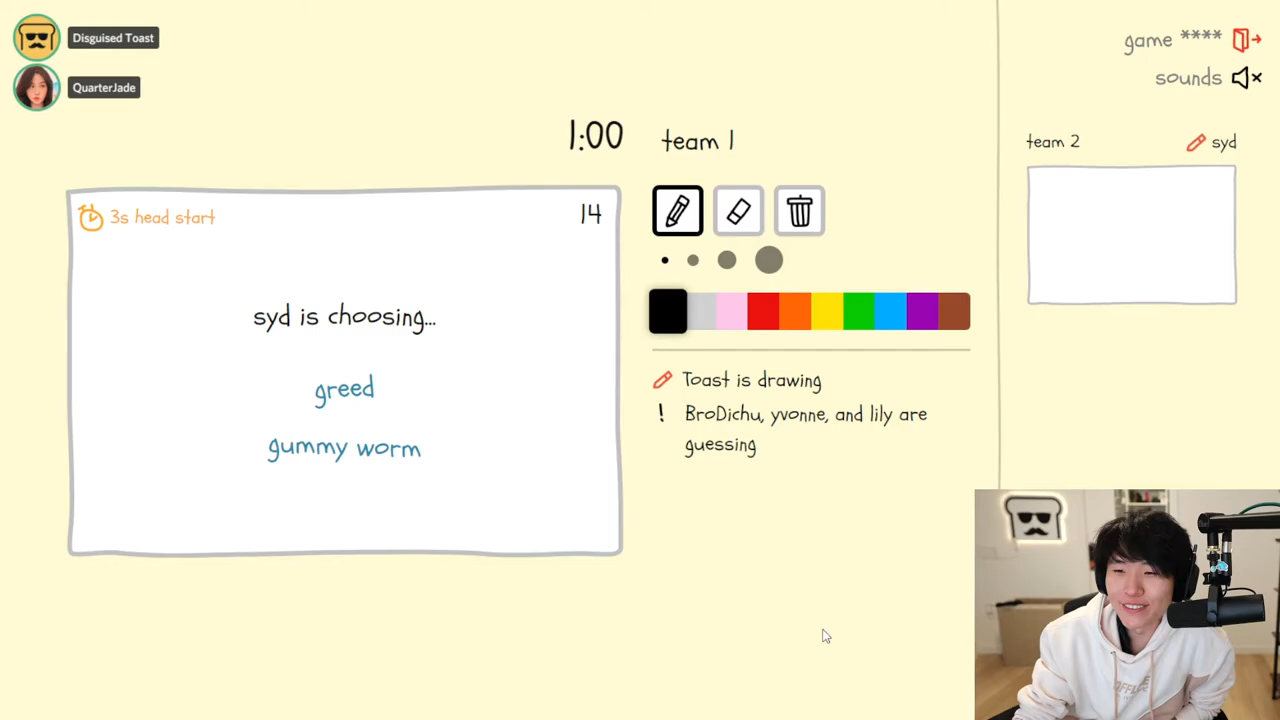 Disguised Toast
QuarterJade
game ****
sounds
1:00
team 1
team 2
syd
3s head start
14
syd is choosing...
greed
gummy worm
Toast is drawing
! BroDichu, yvonne, and lily are
guessing